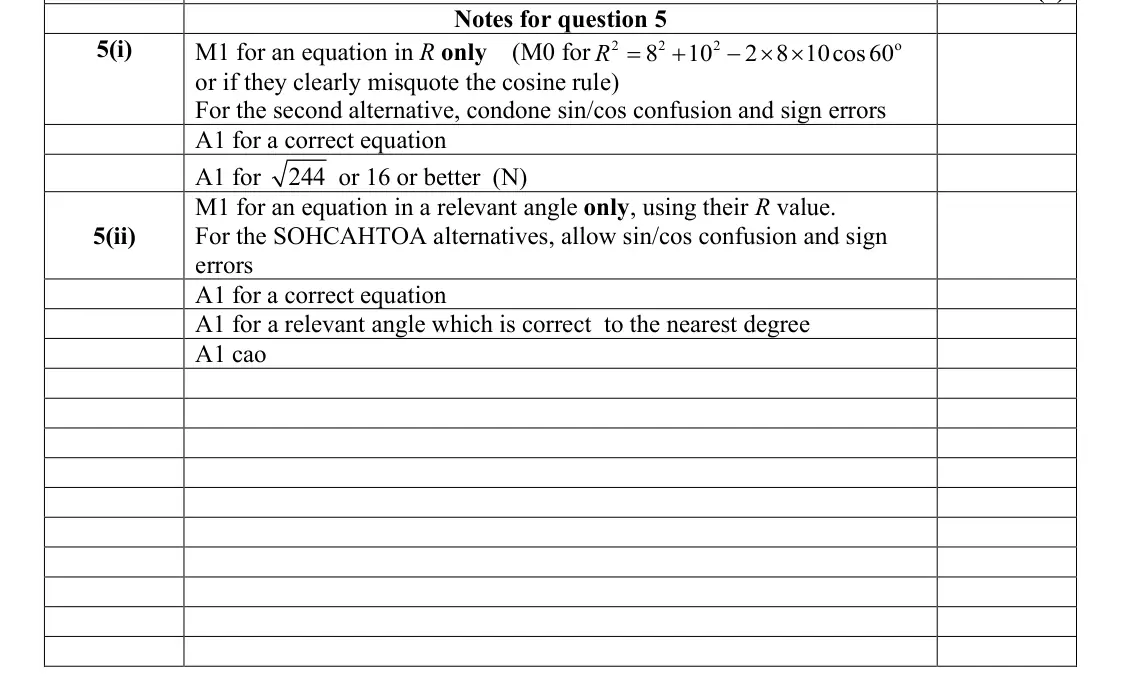 Notes for question 5
5(i)
M1 for an equation in R only (M0 for R² = 8² + 10² − 2×8×10cos60°
or if they clearly misquote the cosine rule)
For the second alternative, condone sin/cos confusion and sign errors
A1 for a correct equation
A1 for √244 or 16 or better (N)
5(ii)
M1 for an equation in a relevant angle only, using their R value.
For the SOHCAHTOA alternatives, allow sin/cos confusion and sign
errors
A1 for a correct equation
A1 for a relevant angle which is correct to the nearest degree
A1 cao